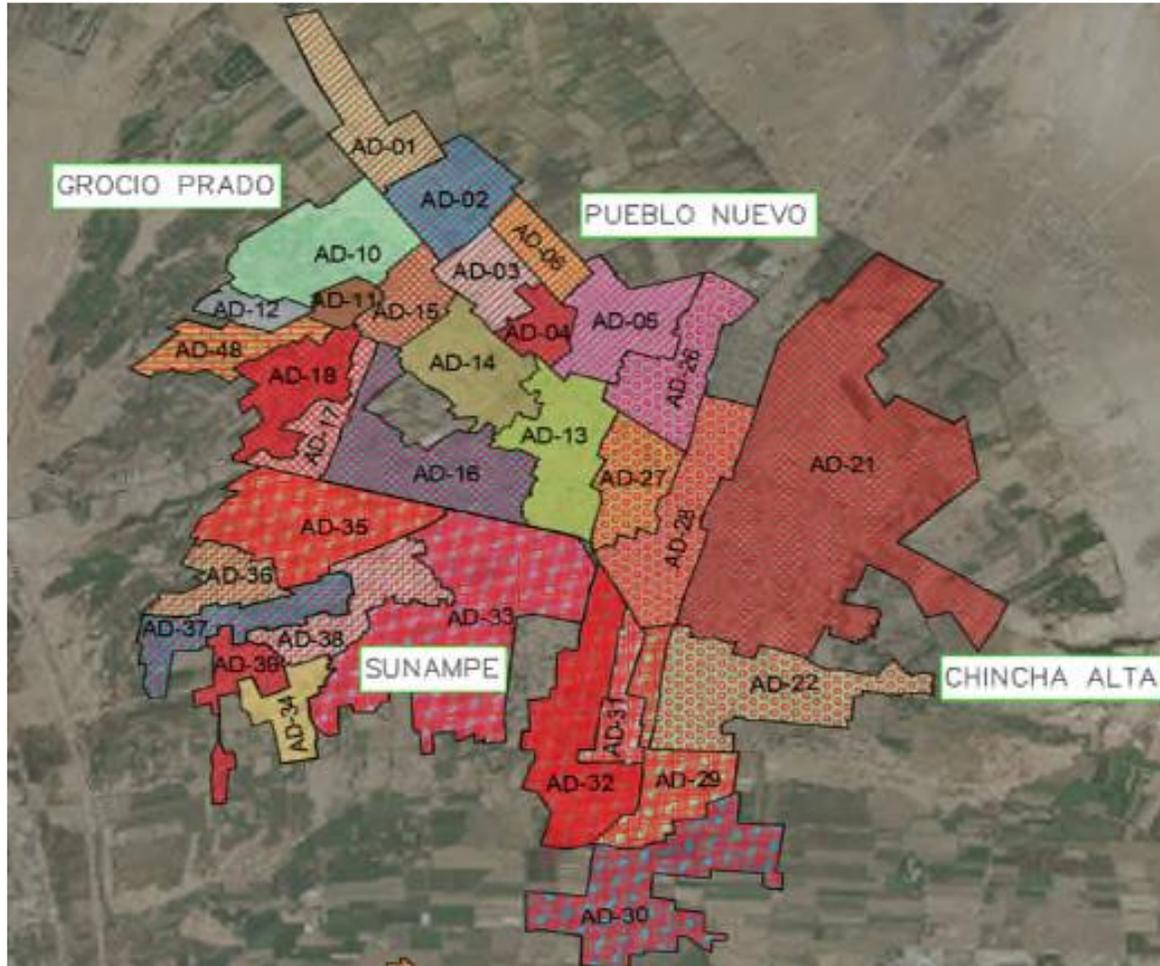 AD-01
GROCIO PRADO
AD-02
PUEBLO NUEVO
AD-10
AD-03
AD-06
AD-12
AD-11
AD-15
AD-04
AD-05
AD-48
AD-14
AD-26
AD-18
AD-17
AD-13
AD-16
AD-27
AD-21
AD-28
AD-35
AD-36
AD-33
AD-37
AD-38
AD-39
SUNAMPE
AD-22
CHINCHA ALTA
AD-34
AD-31
AD-32
AD-29
AD-30